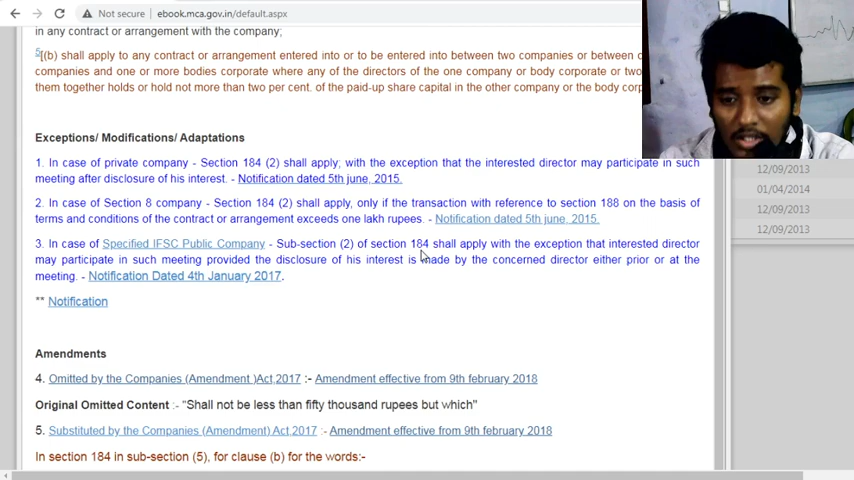 Not secure | ebook.mca.gov.in/default.aspx
in any contract or arrangement with the company;
5[(b) shall apply to any contract or arrangement entered into or to be entered into between two companies or between
companies and one or more bodies corporate where any of the directors of the one company or body corporate or two
them together holds or hold not more than two per cent. of the paid-up share capital in the other company or the body
Exceptions/ Modifications/ Adaptations
1. In case of private company - Section 184 (2) shall apply; with the exception that the interested director may participate in such
meeting after disclosure of his interest. - Notification dated 5th june, 2015.
2. In case of Section 8 company - Section 184 (2) shall apply, only if the transaction with reference to section 188 on the basis of
terms and conditions of the contract or arrangement exceeds one lakh rupees. - Notification dated 5th june, 2015.
3. In case of Specified IFSC Public Company - Sub-section (2) of section 184 shall apply with the exception that interested director
may participate in such meeting provided the disclosure of his interest is made by the concerned director either prior or at the
meeting. - Notification Dated 4th January 2017.
** Notification
Amendments
4. Omitted by the Companies (Amendment )Act,2017 :- Amendment effective from 9th february 2018
Original Omitted Content :- "Shall not be less than fifty thousand rupees but which"
5. Substituted by the Companies (Amendment) Act,2017 :- Amendment effective from 9th february 2018
In section 184 in sub-section (5), for clause (b) for the words:-
12/09/2013
01/04/2014
12/09/2013
12/09/2013